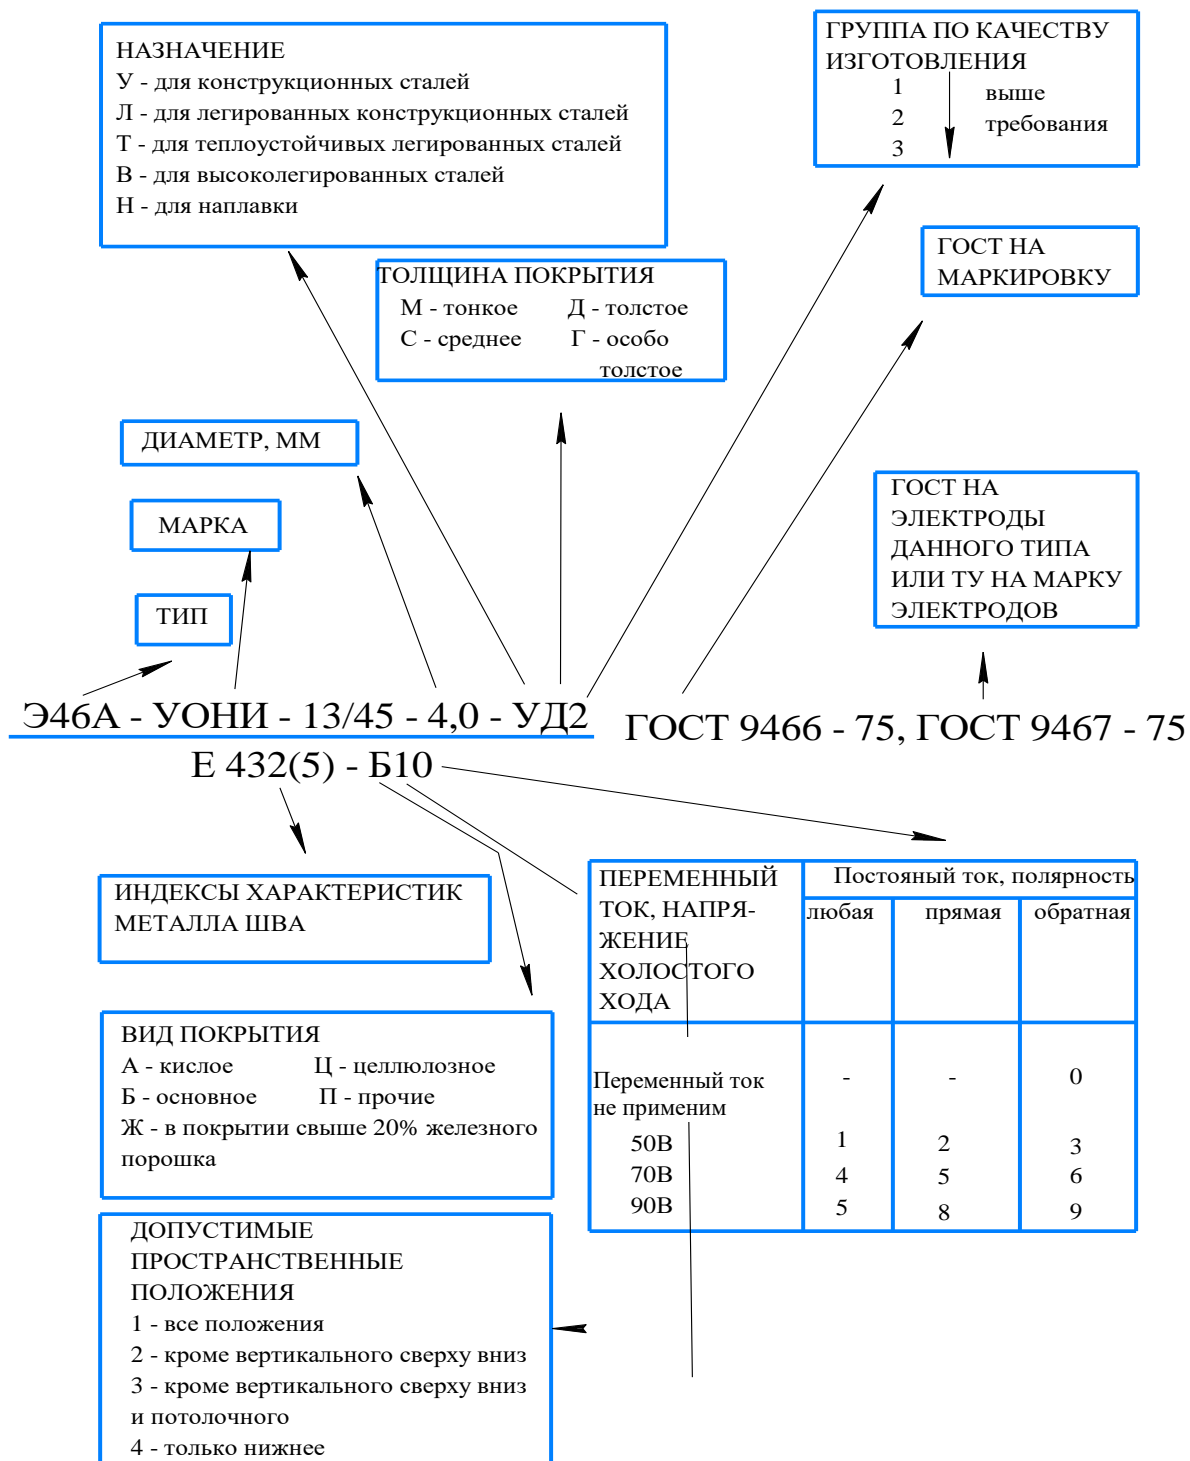 НАЗНАЧЕНИЕ
У - для конструкционных сталей
Л - для легированных конструкционных сталей
Т - для теплоустойчивых легированных сталей
В - для высоколегированных сталей
Н - для наплавки
ГРУППА ПО КАЧЕСТВУ
ИЗГОТОВЛЕНИЯ
1
2
3
выше
требования
ГОСТ НА
МАРКИРОВКУ
ТОЛЩИНА ПОКРЫТИЯ
М - тонкое Д - толстое
С - среднее Г - особо
толстое
ДИАМЕТР, ММ
МАРКА
ТИП
ГОСТ НА
ЭЛЕКТРОДЫ
ДАННОГО ТИПА
ИЛИ ТУ НА МАРКУ
ЭЛЕКТРОДОВ
Э46А - УОНИ - 13/45 - 4,0 - УД2 ГОСТ 9466 - 75, ГОСТ 9467 - 75
Е 432(5) - Б10
ИНДЕКСЫ ХАРАКТЕРИСТИК
МЕТАЛЛА ШВА
ВИД ПОКРЫТИЯ
А - кислое Ц - целлюлозное
Б - основное П - прочие
Ж - в покрытии свыше 20% железного
порошка
ДОПУСТИМЫЕ
ПРОСТРАНСТВЕННЫЕ
ПОЛОЖЕНИЯ
1 - все положения
2 - кроме вертикального сверху вниз
3 - кроме вертикального сверху вниз
и потолочного
4 - только нижнее
ПЕРЕМЕННЫЙ
ТОК, НАПРЯ-
ЖЕНИЕ
ХОЛОСТОГО
ХОДА
Постояный ток, полярность
любая прямая обратная
Переменный ток
не применим
- - 0
50В 1 2 3
70В 4 5 6
90В 5 8 9